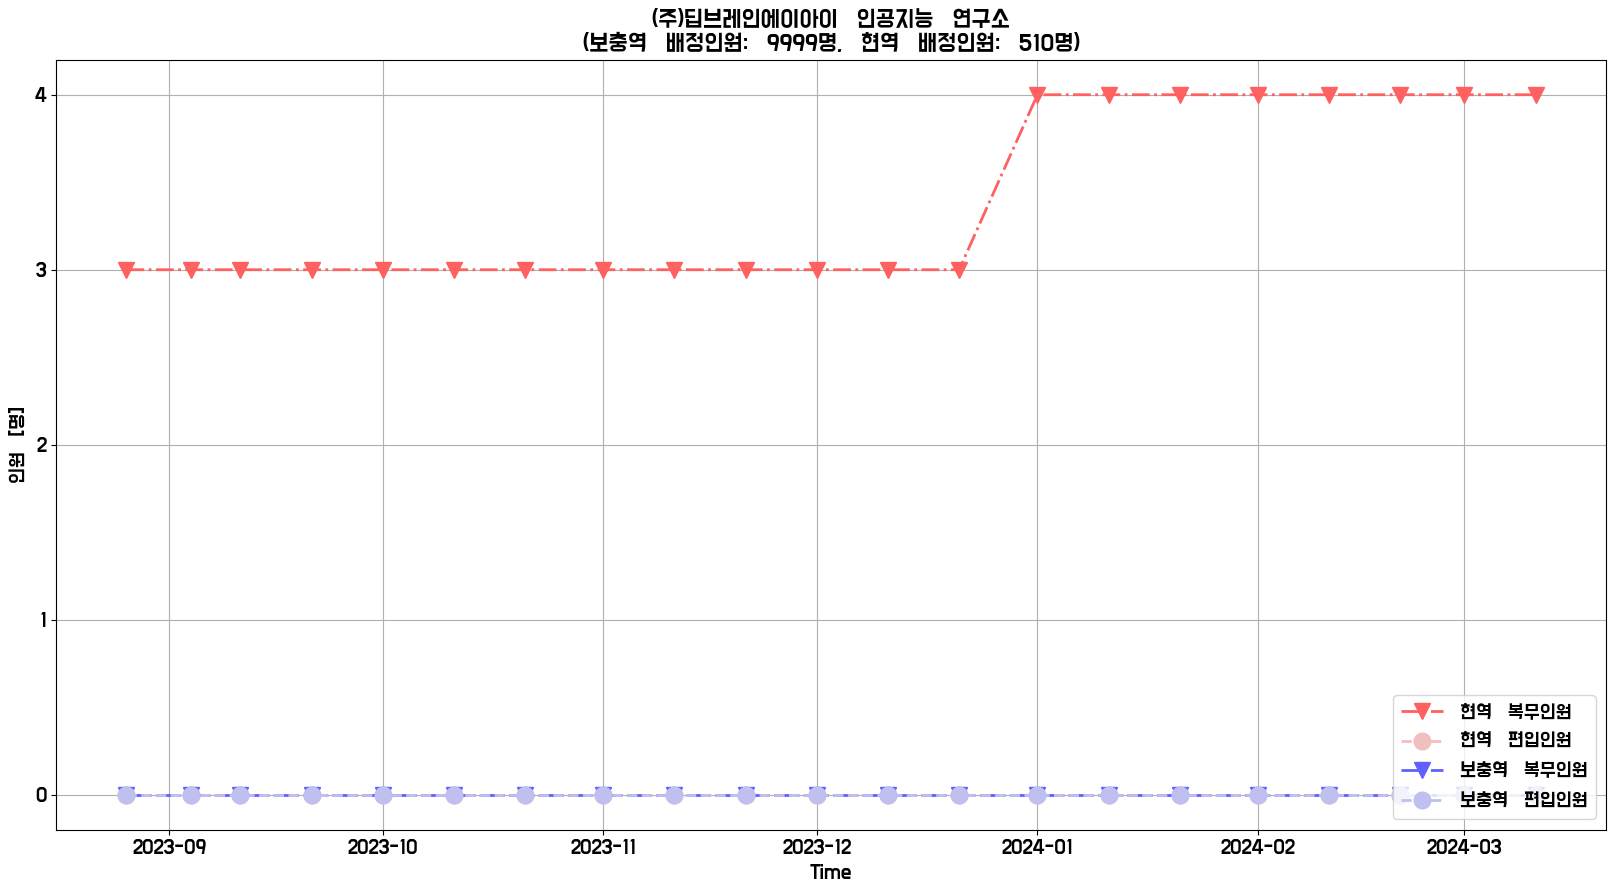 (주)딥브레인에이아이 인공지능 연구소
(보충역 배정인원: 9999명, 현역 배정인원: 510명)
4
3
2
1
0
인원 [명]
현역 복무인원
현역 편입인원
보충역 복무인원
보충역 편입인원
2023-09 2023-10 2023-11 2023-12 2024-01 2024-02 2024-03
Time